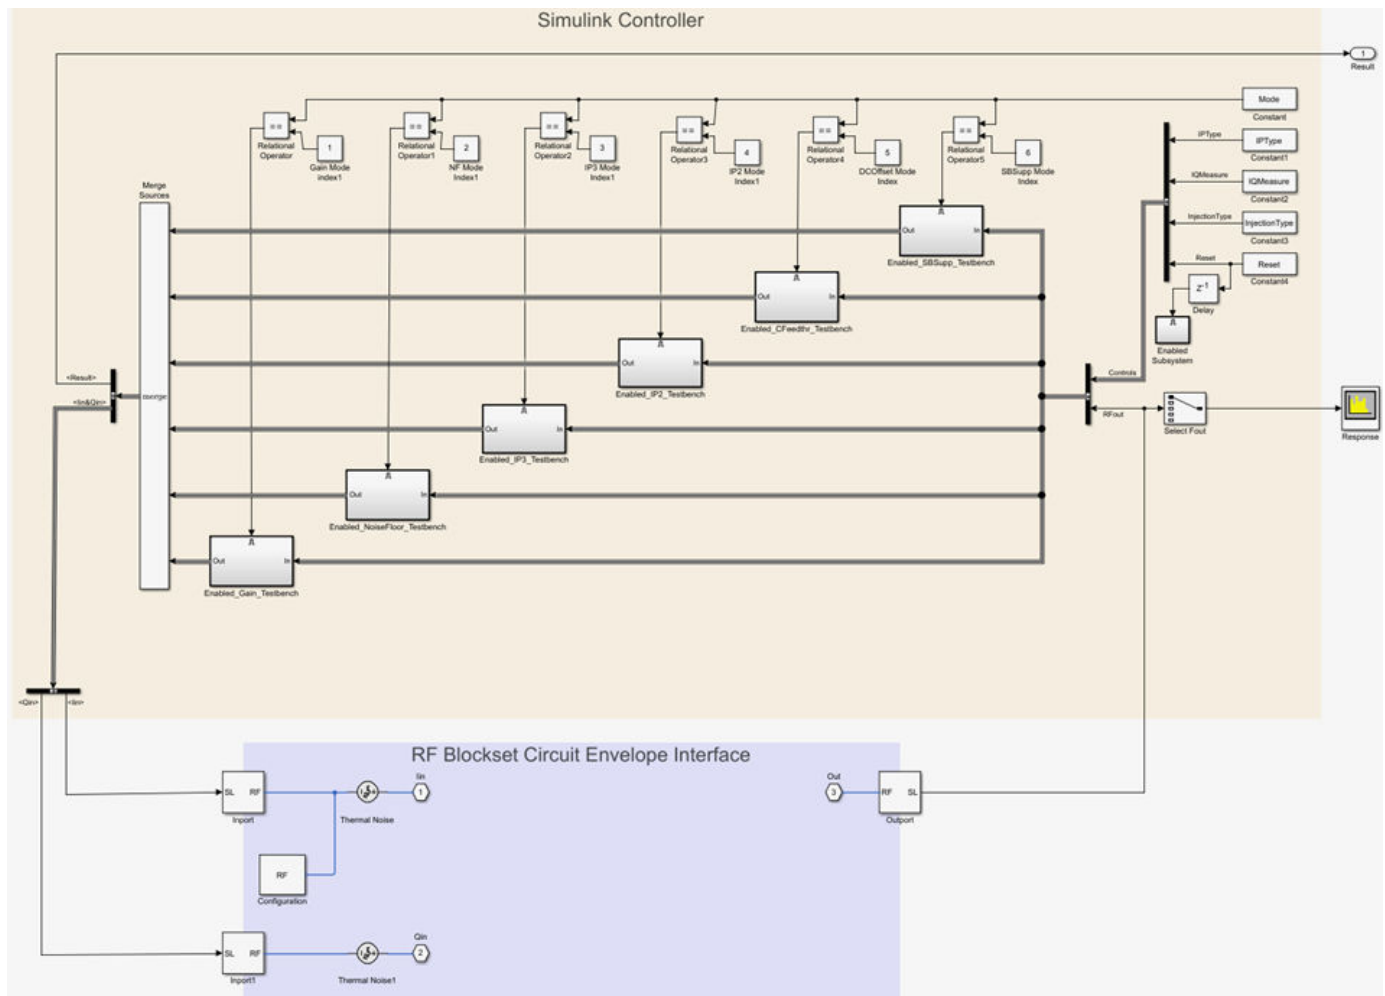 Simulink Controller
1
Result
Mode
Constant
==
Relational
Operator
1
Gain Mode
index1
==
Relational
Operator1
2
NF Mode
Index1
==
Relational
Operator2
3
IP3 Mode
Index1
==
Relational
Operator3
4
IP2 Mode
Index1
==
Relational
Operator4
5
DCOffset Mode
Index
==
Relational
Operator5
6
SBSupp Mode
Index
IPType
IPType
Constant1
IQMeasure
IQMeasure
Constant2
InjectionType
InjectionType
Constant3
Reset
Reset
Constant4
Z-1
Delay
Enabled
Subsystem
Merge
Sources
merge
Out
In
Enabled_SBSupp_Testbench
Out
In
Enabled_CFeedthr_Testbench
Out
In
Enabled_IP2_Testbench
Out
In
Enabled_IP3_Testbench
Out
In
Enabled_NoiseFloor_Testbench
Out
In
Enabled_Gain_Testbench
<Result>
<Iin&Qin>
Controls
RFout
Select Fout
Response
<Qin>
<Iin>
RF Blockset Circuit Envelope Interface
SL
RF
Inport
Thermal Noise
Iin
1
Out
3
RF
SL
Outport
RF
Configuration
SL
RF
Inport1
Thermal Noise1
Qin
2